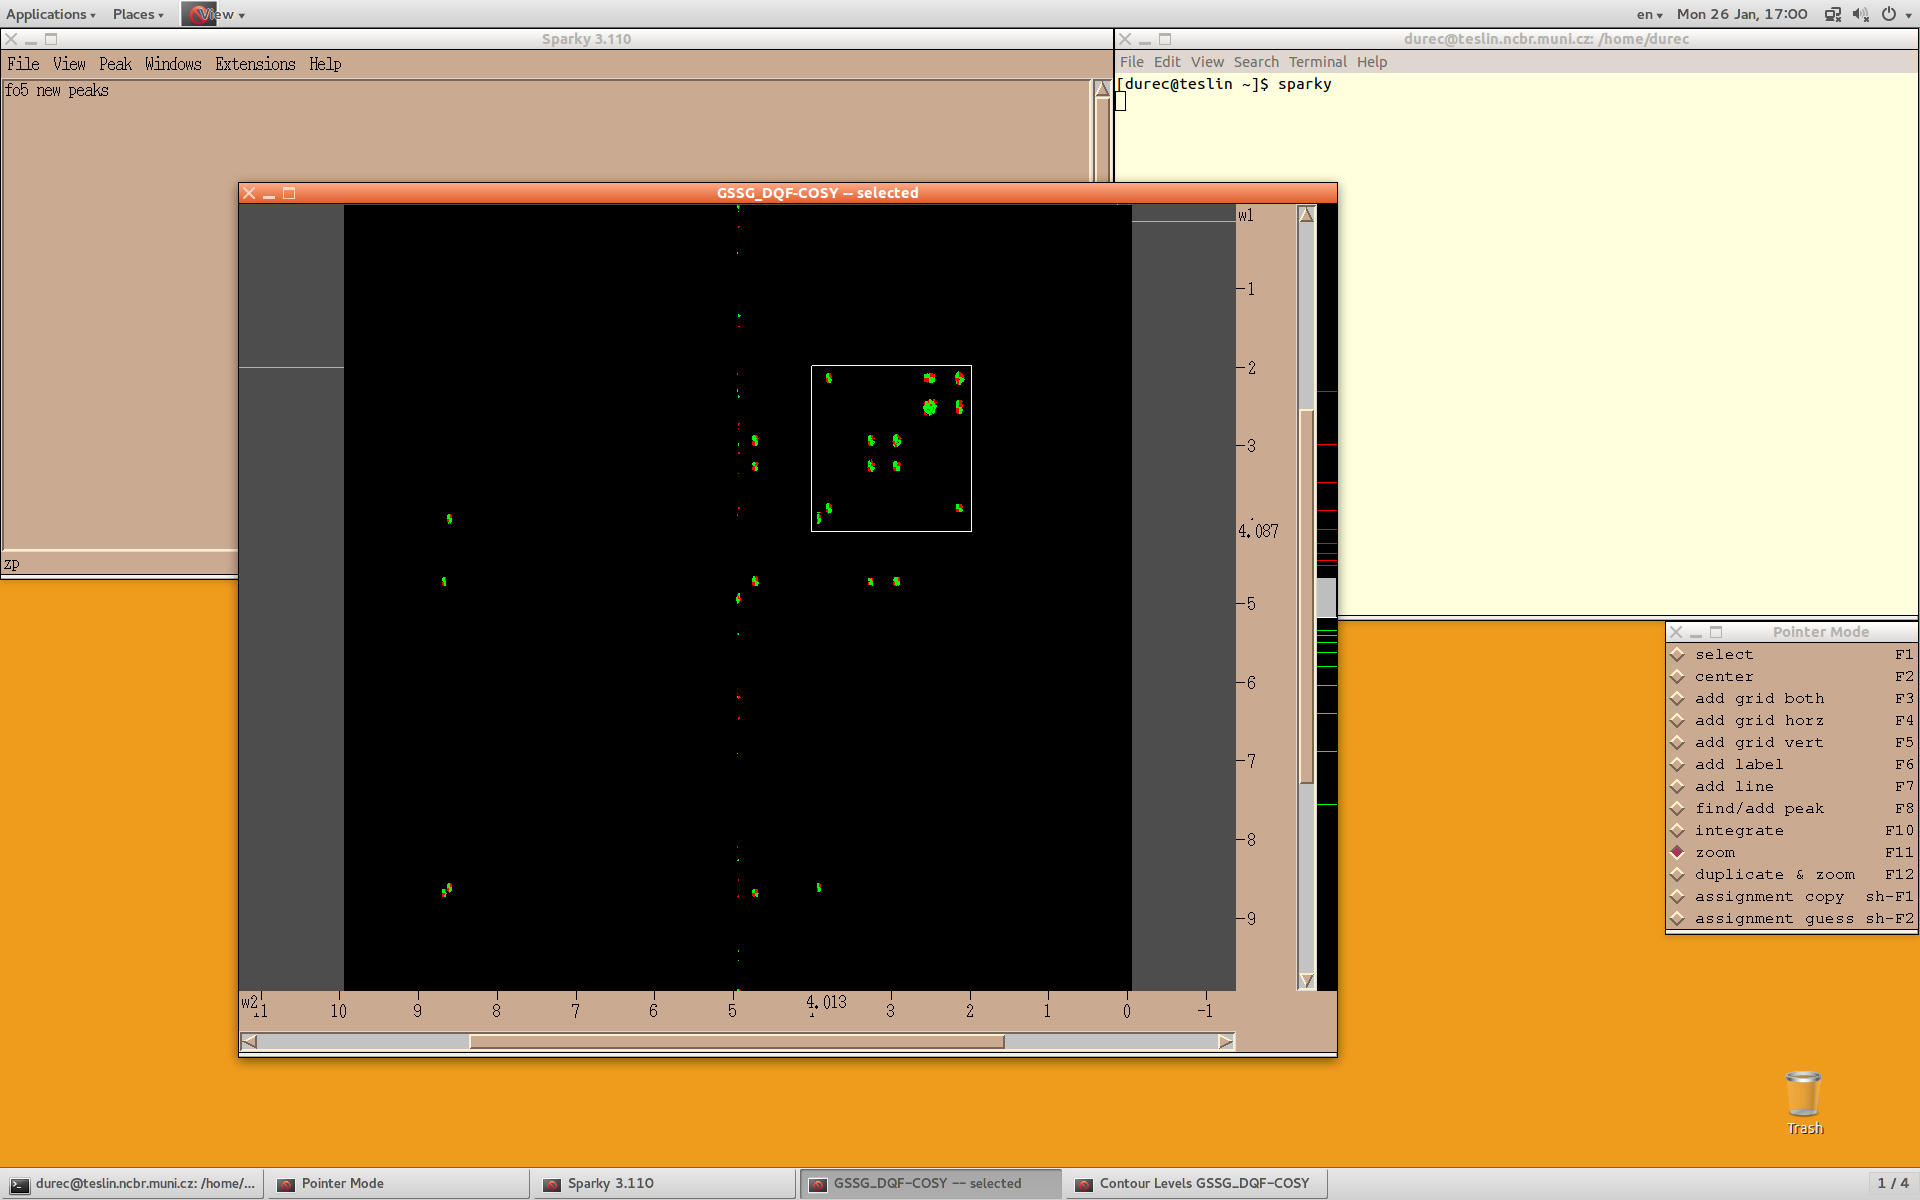 Applications Places View en Mon 26 Jan, 17:00
Sparky 3.110
File View Peak Windows Extensions Help
fo5 new peaks
zp
durec@teslin.ncbr.muni.cz: /home/durec
File Edit View Search Terminal Help
[durec@teslin ~]$ sparky
GSSG_DQF-COSY -- selected
w1
1
2
3
4.087
5
6
7
8
9
w2 11 10 9 8 7 6 5 4.013 3 2 1 0 -1
Pointer Mode
select F1
center F2
add grid both F3
add grid horz F4
add grid vert F5
add label F6
add line F7
find/add peak F8
integrate F10
zoom F11
duplicate & zoom F12
assignment copy sh-F1
assignment guess sh-F2
Trash
durec@teslin.ncbr.muni.cz: /home/... Pointer Mode Sparky 3.110 GSSG_DQF-COSY -- selected Contour Levels GSSG_DQF-COSY 1 / 4